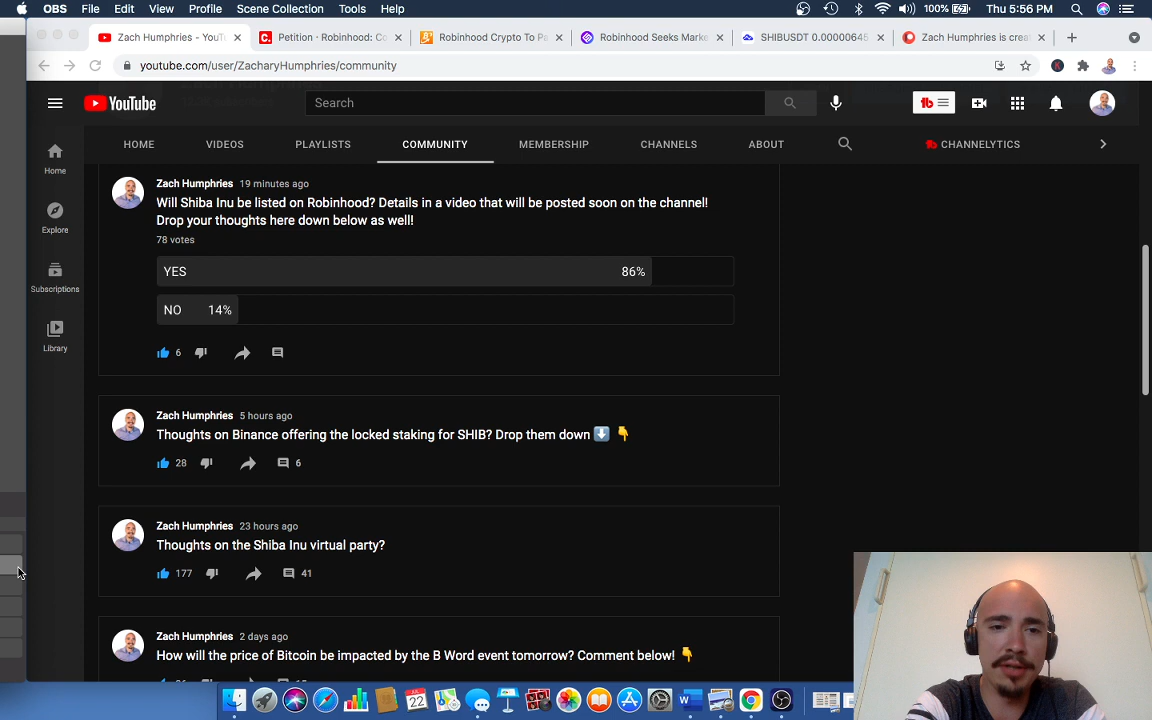 OBS File Edit View Profile Scene Collection Tools Help 100% Thu 5:56 PM
Zach Humphries - YouT Petition · Robinhood: Co Robinhood Crypto To Pa Robinhood Seeks Marke SHIBUSDT 0.00000645 Zach Humphries is crea
youtube.com/user/ZacharyHumphries/community
YouTube Search
HOME VIDEOS PLAYLISTS COMMUNITY MEMBERSHIP CHANNELS ABOUT CHANNELYTICS
Home
Explore
Subscriptions
Library
Zach Humphries 19 minutes ago
Will Shiba Inu be listed on Robinhood? Details in a video that will be posted soon on the channel!
Drop your thoughts here down below as well!
78 votes
YES 86%
NO 14%
6
Zach Humphries 5 hours ago
Thoughts on Binance offering the locked staking for SHIB? Drop them down ⬇️ 👇
28 6
Zach Humphries 23 hours ago
Thoughts on the Shiba Inu virtual party?
177 41
Zach Humphries 2 days ago
How will the price of Bitcoin be impacted by the B Word event tomorrow? Comment below! 👇
22